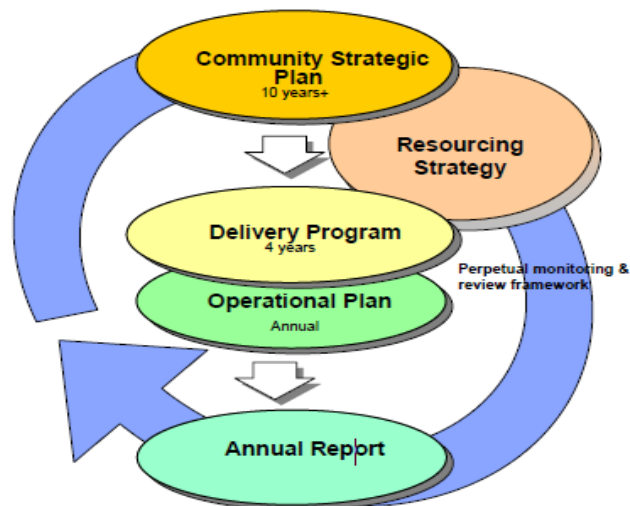 Community Strategic
Plan
10 years+
Resourcing
Strategy
Delivery Program
4 years
Perpetual monitoring &
review framework
Operational Plan
Annual
Annual Report